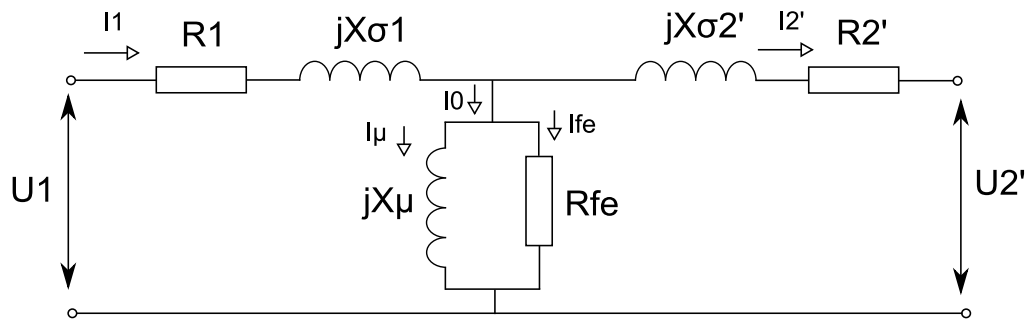 I1
R1
jXσ1
jXσ2'
I2'
R2'
I0
Iμ
Ife
U1
jXμ
Rfe
U2'